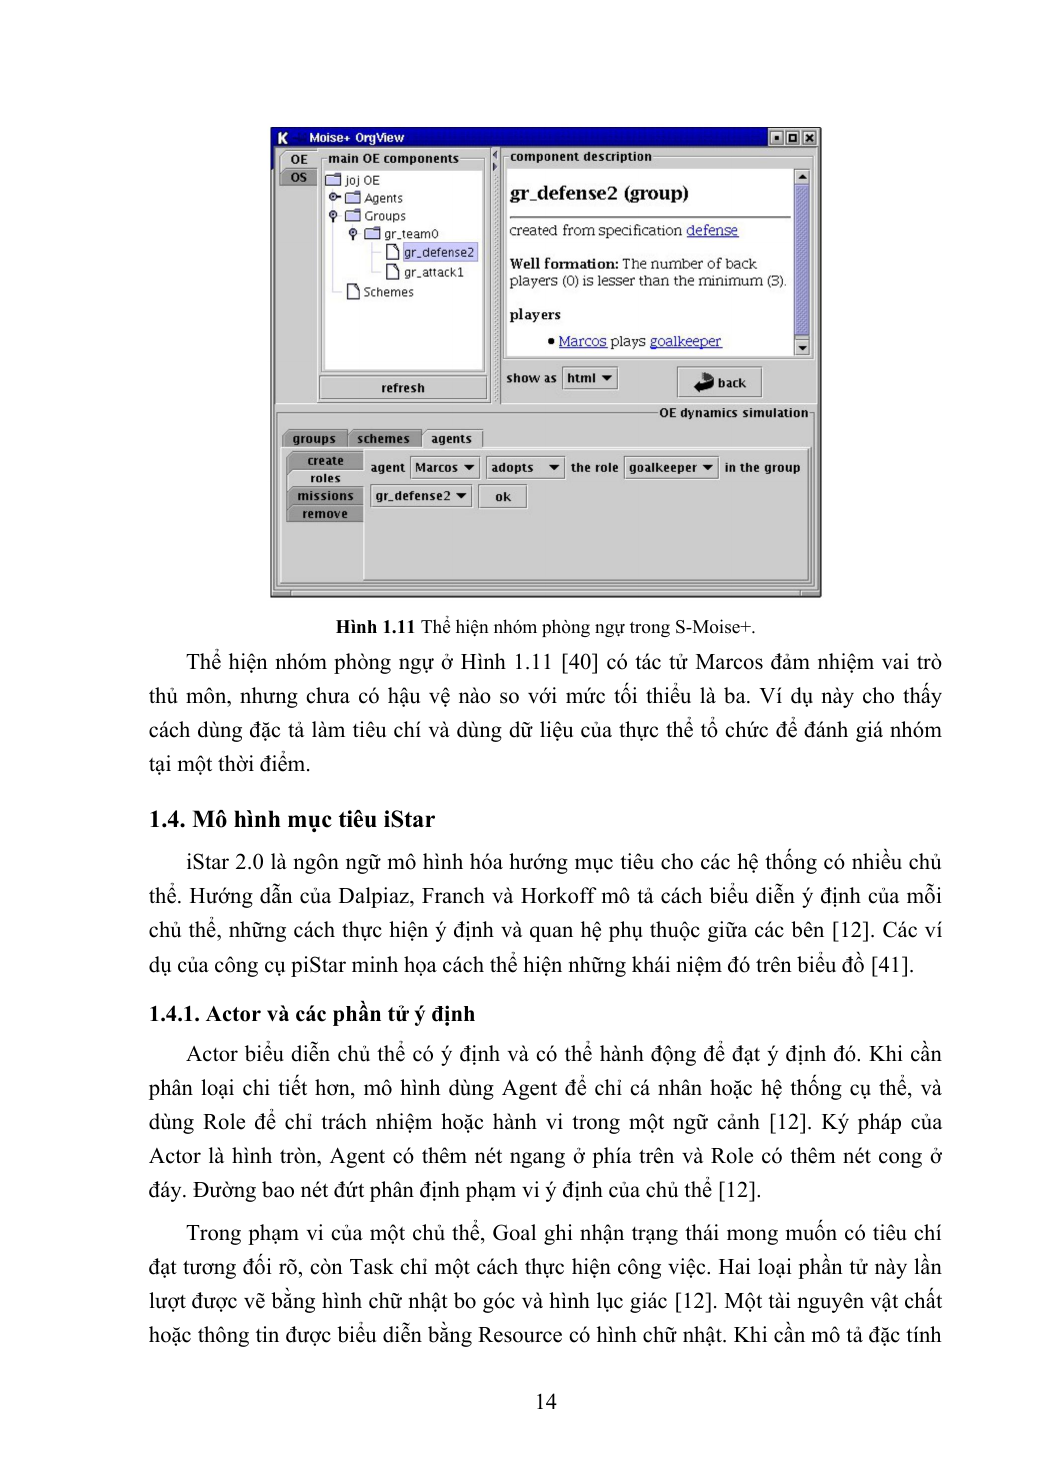 Moise+ OrgView
OE
OS
main OE components
joj OE
Agents
Groups
gr_team0
gr_defense2
gr_attack1
Schemes
refresh
component description
gr_defense2 (group)
created from specification defense
Well formation: The number of back
players (0) is lesser than the minimum (3).
players
• Marcos plays goalkeeper
show as html back
OE dynamics simulation
groups schemes agents
create
roles
missions
remove
agent Marcos adopts the role goalkeeper in the group
gr_defense2 ok
Hình 1.11 Thể hiện nhóm phòng ngự trong S-Moise+.
Thể hiện nhóm phòng ngự ở Hình 1.11 [40] có tác tử Marcos đảm nhiệm vai trò
thủ môn, nhưng chưa có hậu vệ nào so với mức tối thiểu là ba. Ví dụ này cho thấy
cách dùng đặc tả làm tiêu chí và dùng dữ liệu của thực thể tổ chức để đánh giá nhóm
tại một thời điểm.
1.4. Mô hình mục tiêu iStar
iStar 2.0 là ngôn ngữ mô hình hóa hướng mục tiêu cho các hệ thống có nhiều chủ
thể. Hướng dẫn của Dalpiaz, Franch và Horkoff mô tả cách biểu diễn ý định của mỗi
chủ thể, những cách thực hiện ý định và quan hệ phụ thuộc giữa các bên [12]. Các ví
dụ của công cụ piStar minh họa cách thể hiện những khái niệm đó trên biểu đồ [41].
1.4.1. Actor và các phần tử ý định
Actor biểu diễn chủ thể có ý định và có thể hành động để đạt ý định đó. Khi cần
phân loại chi tiết hơn, mô hình dùng Agent để chỉ cá nhân hoặc hệ thống cụ thể, và
dùng Role để chỉ trách nhiệm hoặc hành vi trong một ngữ cảnh [12]. Ký pháp của
Actor là hình tròn, Agent có thêm nét ngang ở phía trên và Role có thêm nét cong ở
đáy. Đường bao nét đứt phân định phạm vi ý định của chủ thể [12].
Trong phạm vi của một chủ thể, Goal ghi nhận trạng thái mong muốn có tiêu chí
đạt tương đối rõ, còn Task chỉ một cách thực hiện công việc. Hai loại phần tử này lần
lượt được vẽ bằng hình chữ nhật bo góc và hình lục giác [12]. Một tài nguyên vật chất
hoặc thông tin được biểu diễn bằng Resource có hình chữ nhật. Khi cần mô tả đặc tính
14